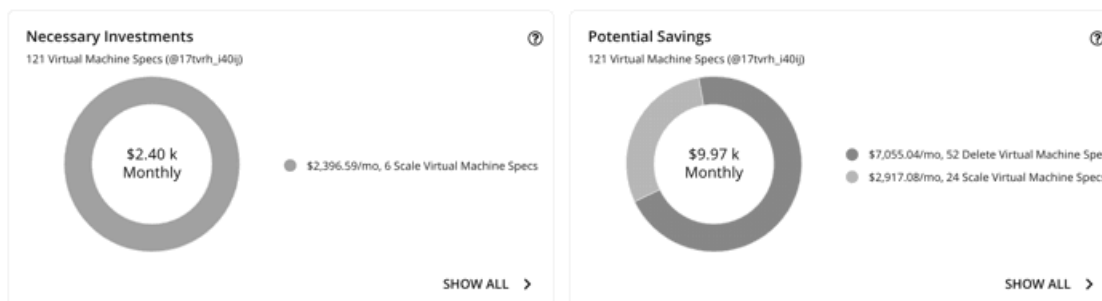 Necessary Investments
121 Virtual Machine Specs (@17tvrh_i40ij)
$2.40 k
Monthly
$2,396.59/mo, 6 Scale Virtual Machine Specs
SHOW ALL
Potential Savings
121 Virtual Machine Specs (@17tvrh_i40ij)
$9.97 k
Monthly
$7,055.04/mo, 52 Delete Virtual Machine Spe
$2,917.08/mo, 24 Scale Virtual Machine Spec
SHOW ALL